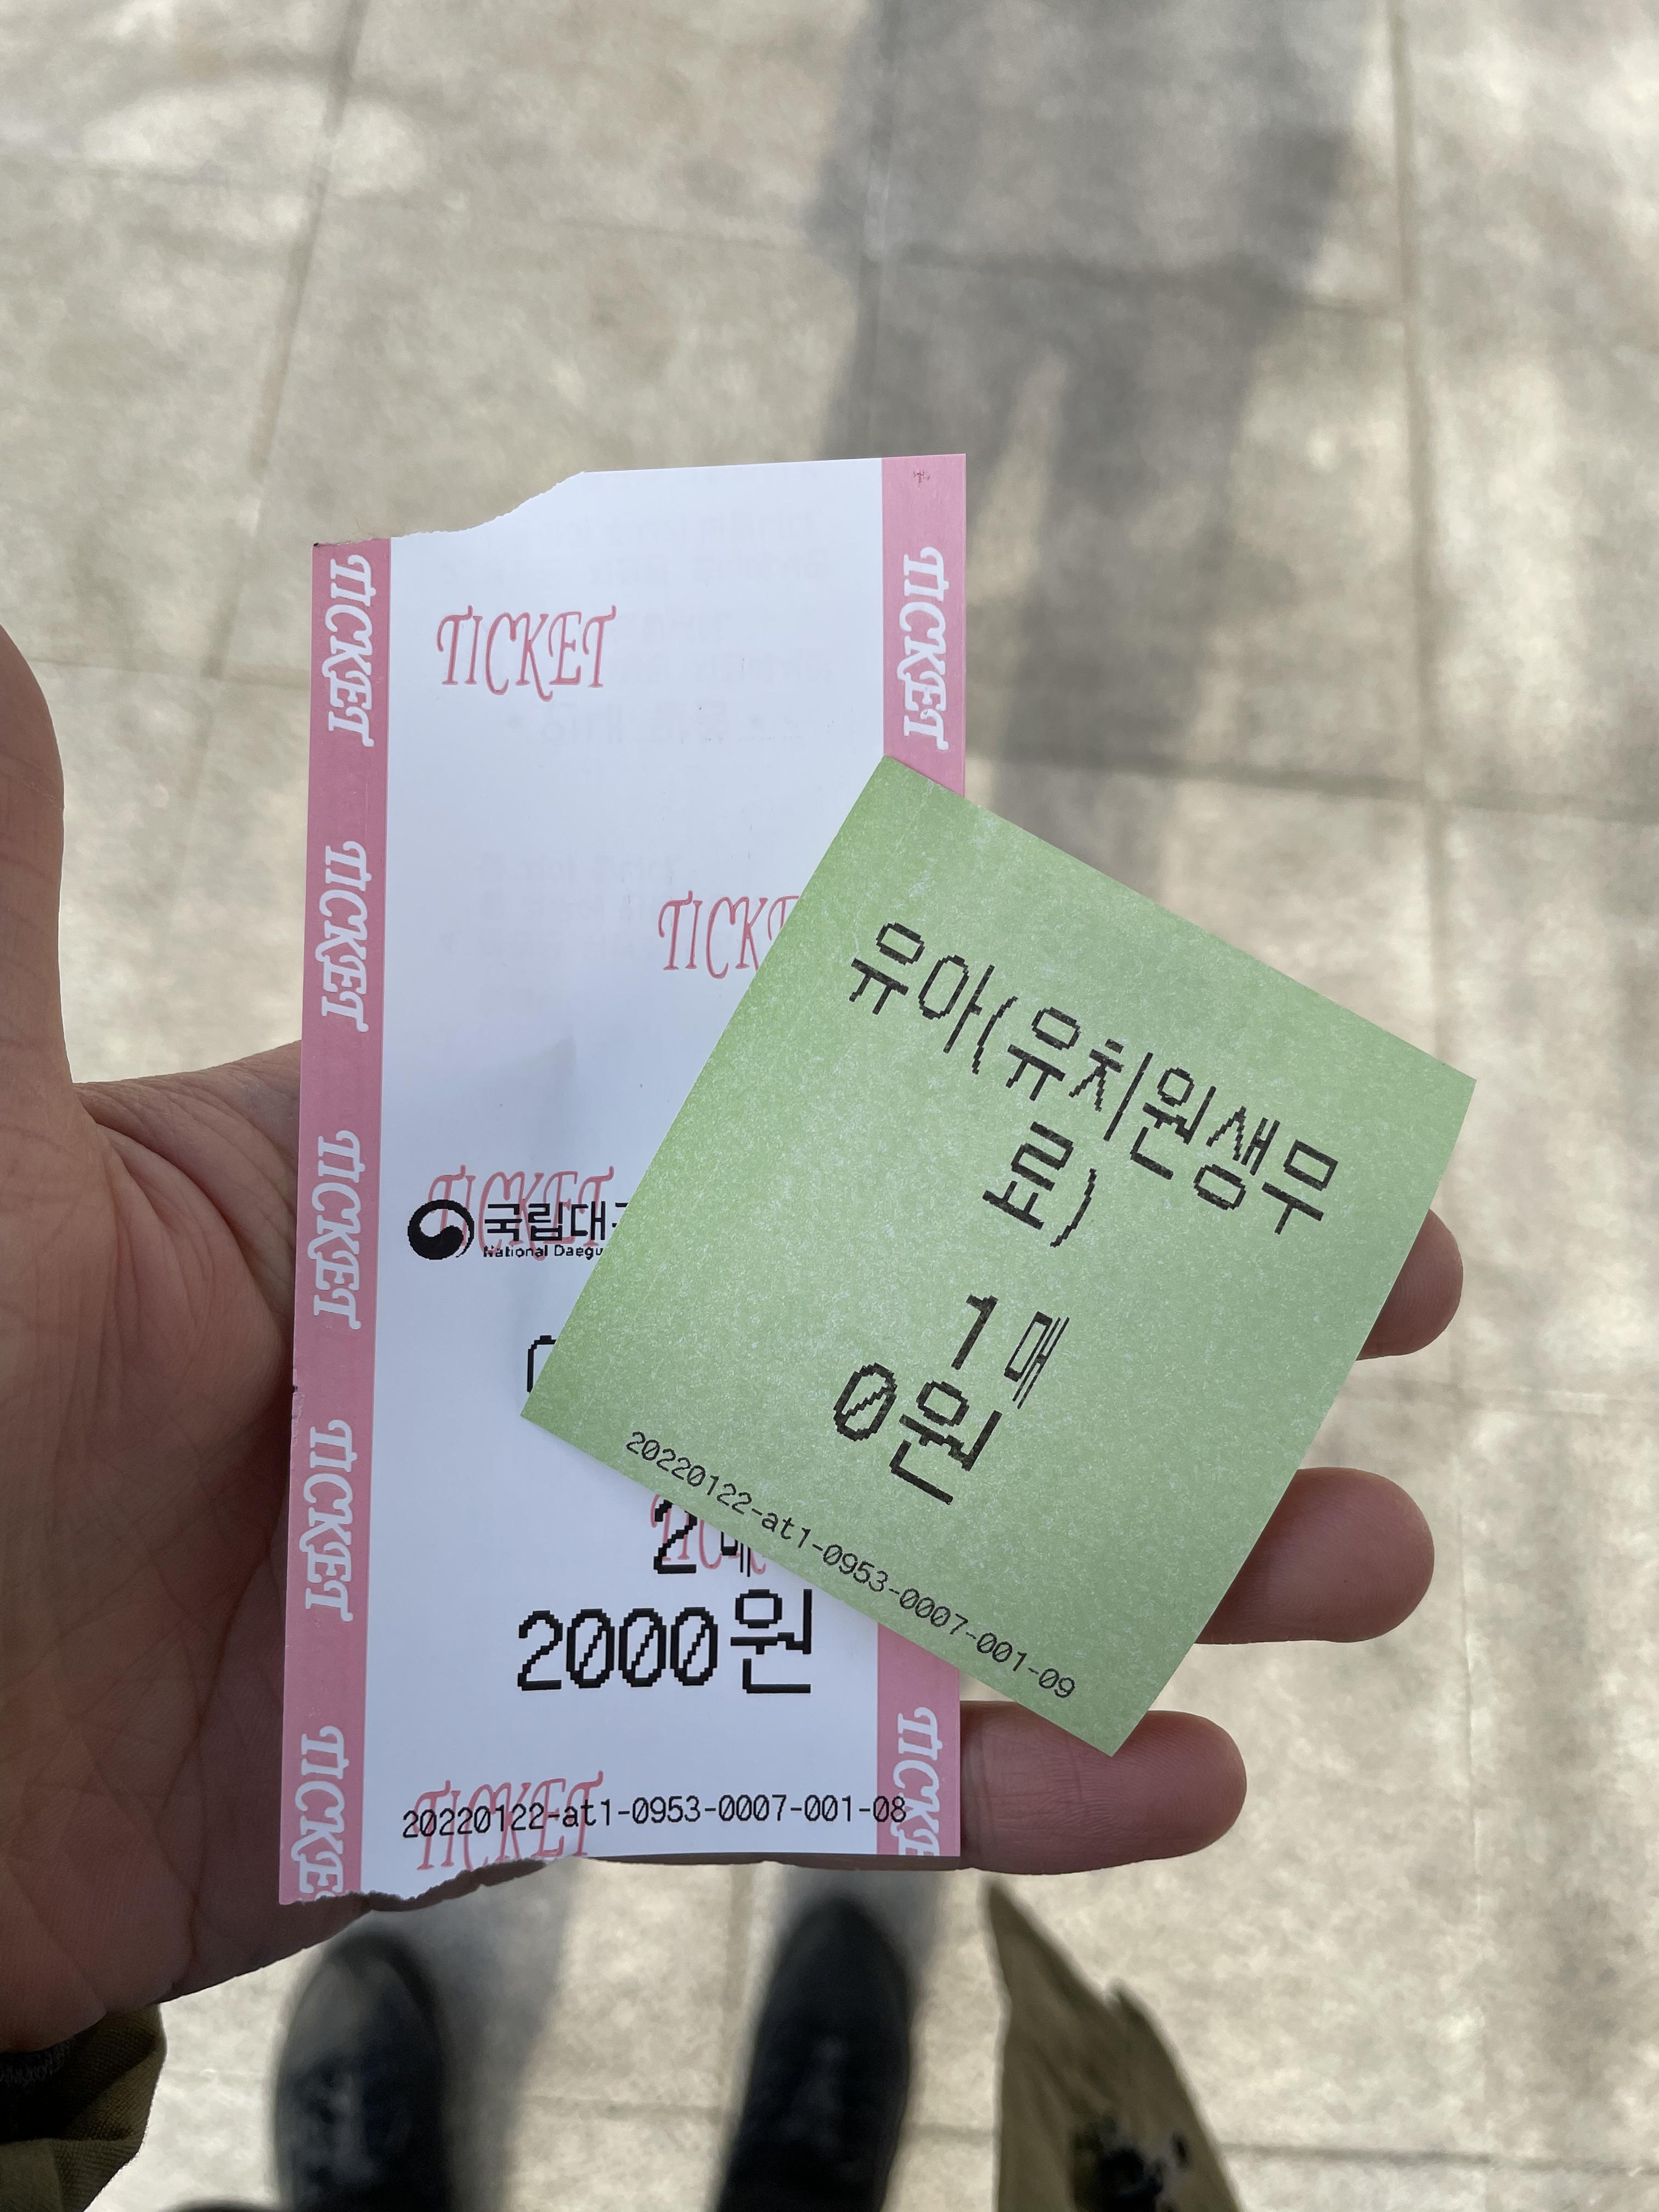 TICKET
TICKET
TICKET
TICKET
TICKET
TICKET
TICKET
TICKET
TICKET
국립대
National Daegu
2매
2000원
TICKET
20220122-at1-0953-0007-001-08
유아(유치원생무
료)
1매
0원
20220122-at1-0953-0007-001-09